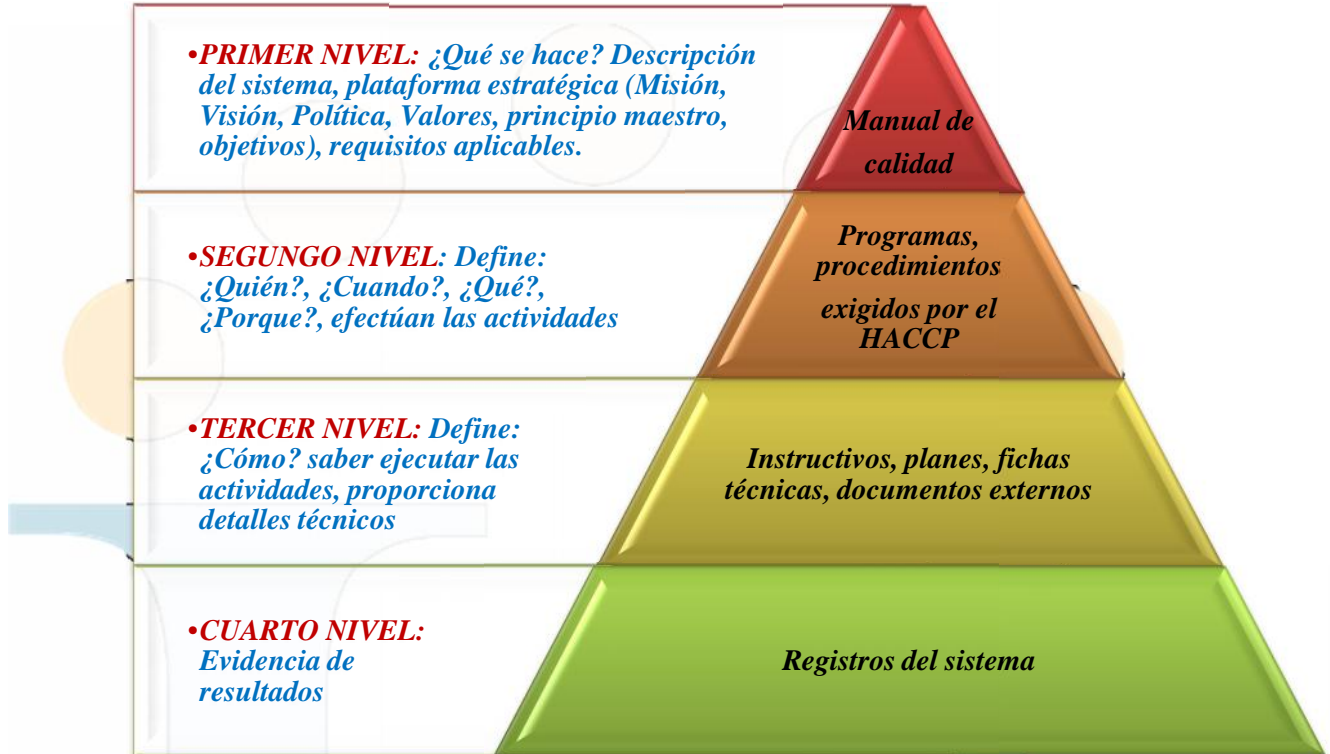 •PRIMER NIVEL: ¿Qué se hace? Descripción
del sistema, plataforma estratégica (Misión,
Visión, Política, Valores, principio maestro,
objetivos), requisitos aplicables.
Manual de
calidad
•SEGUNGO NIVEL: Define:
¿Quién?, ¿Cuando?, ¿Qué?,
¿Porque?, efectúan las actividades
Programas,
procedimientos
exigidos por el
HACCP
•TERCER NIVEL: Define:
¿Cómo? saber ejecutar las
actividades, proporciona
detalles técnicos
Instructivos, planes, fichas
técnicas, documentos externos
•CUARTO NIVEL:
Evidencia de
resultados
Registros del sistema